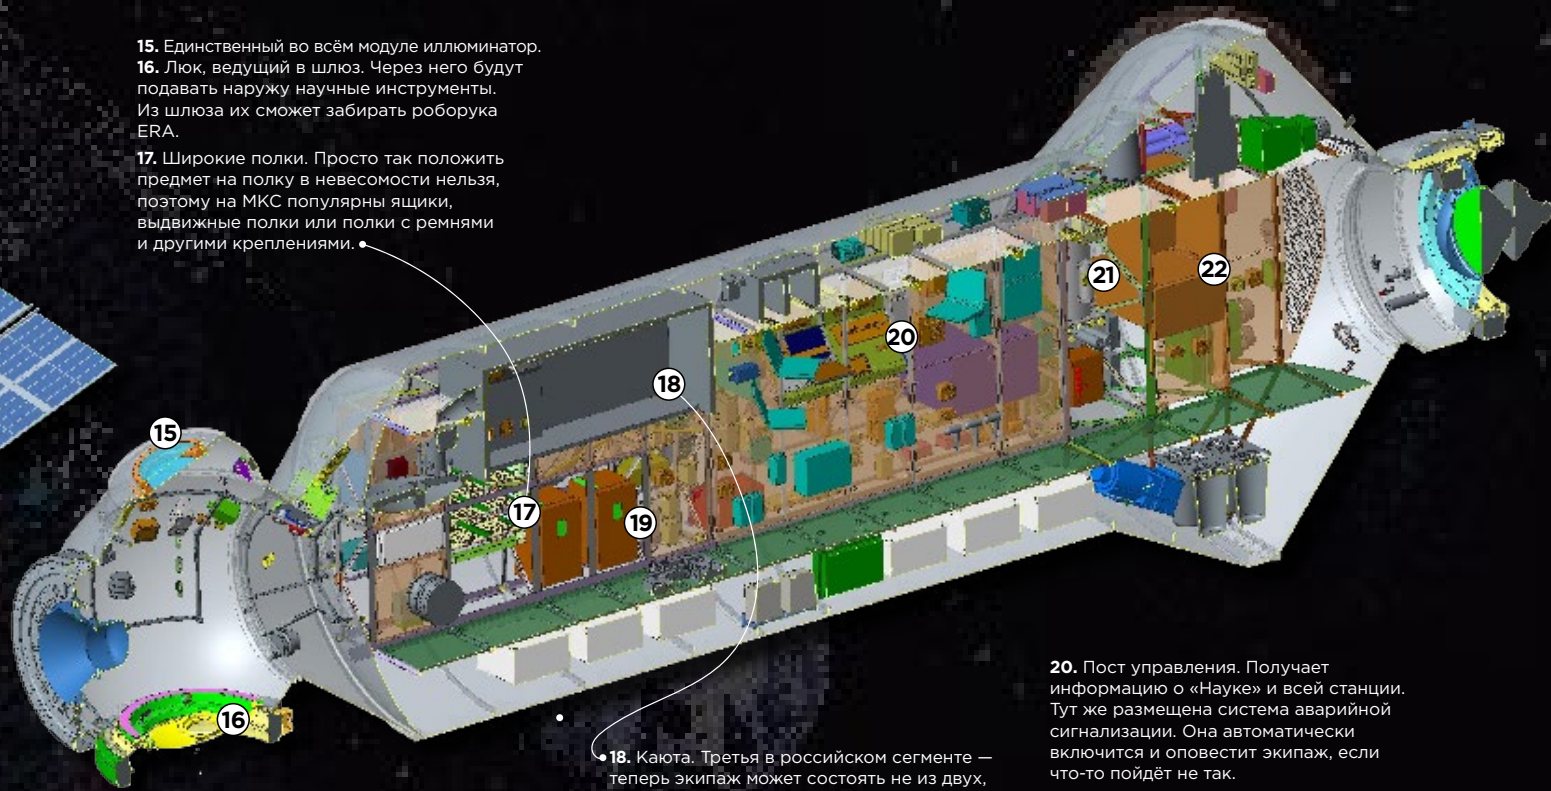 15. Единственный во всём модуле иллюминатор.
16. Люк, ведущий в шлюз. Через него будут
подавать наружу научные инструменты.
Из шлюза их сможет забирать роборука
ERA.
17. Широкие полки. Просто так положить
предмет на полку в невесомости нельзя,
поэтому на МКС популярны ящики,
выдвижные полки или полки с ремнями
и другими креплениями.
21
22
20
18
15
17
19
16
18. Каюта. Третья в российском сегменте —
теперь экипаж может состоять не из двух,
20. Пост управления. Получает
информацию о «Науке» и всей станции.
Тут же размещена система аварийной
сигнализации. Она автоматически
включится и оповестит экипаж, если
что-то пойдёт не так.